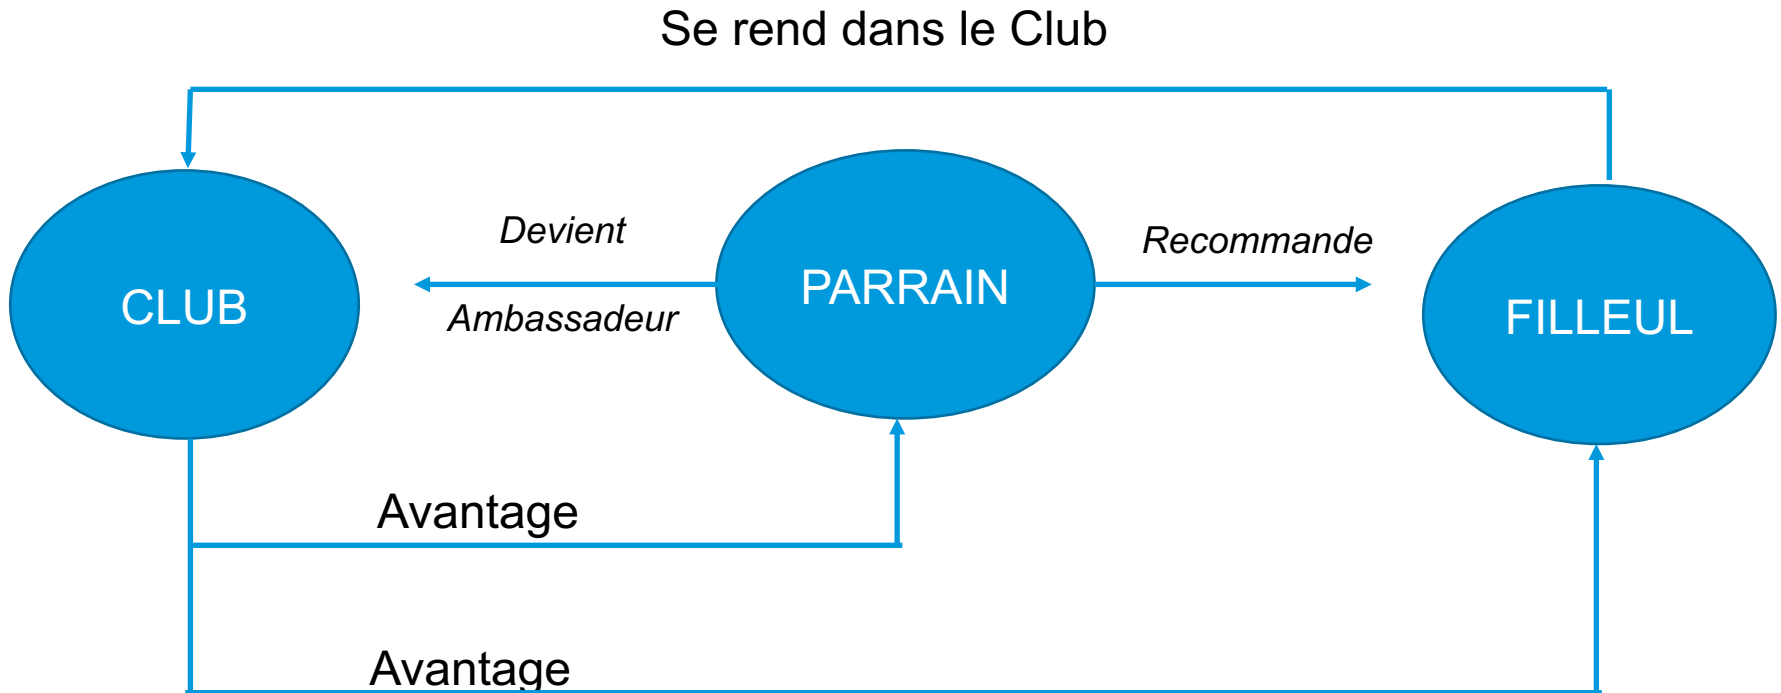 Se rend dans le Club
Devient
Recommande
PARRAIN
CLUB
Ambassadeur
FILLEUL
Avantage
Avantage